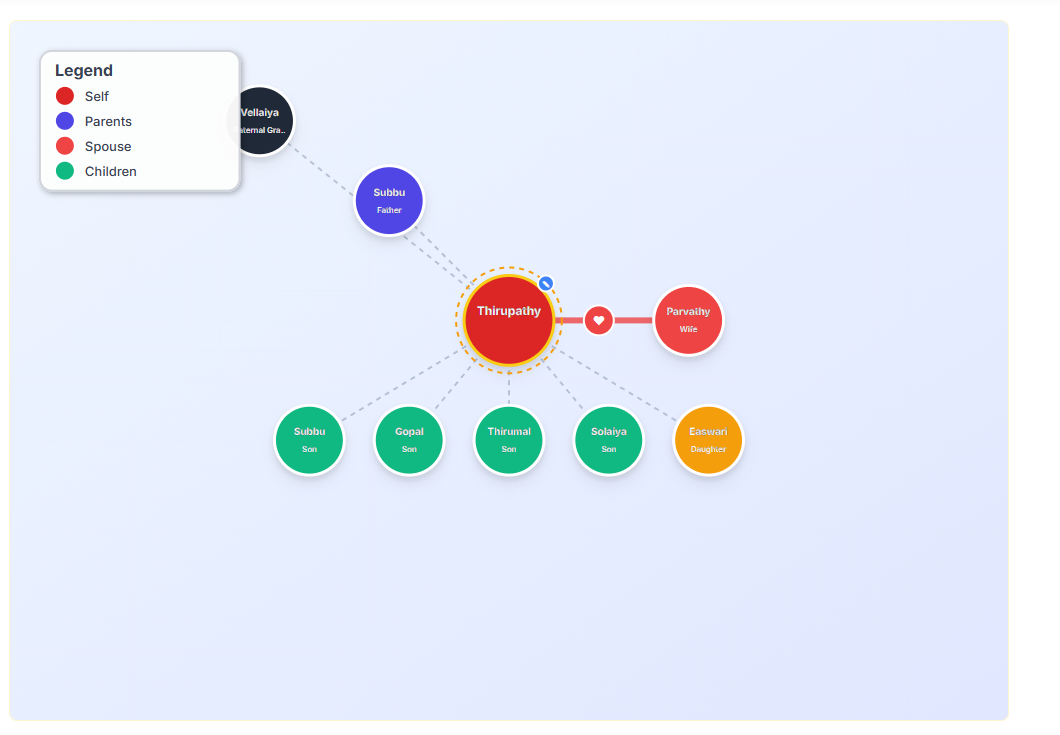 Legend
Self
Parents
Spouse
Children
Vellaiya
aternal Gra..
Subbu
Father
Thirupathy
Parvathy
Wife
Subbu
Son
Gopal
Son
Thirumal
Son
Solaiya
Son
Easwari
Daughter